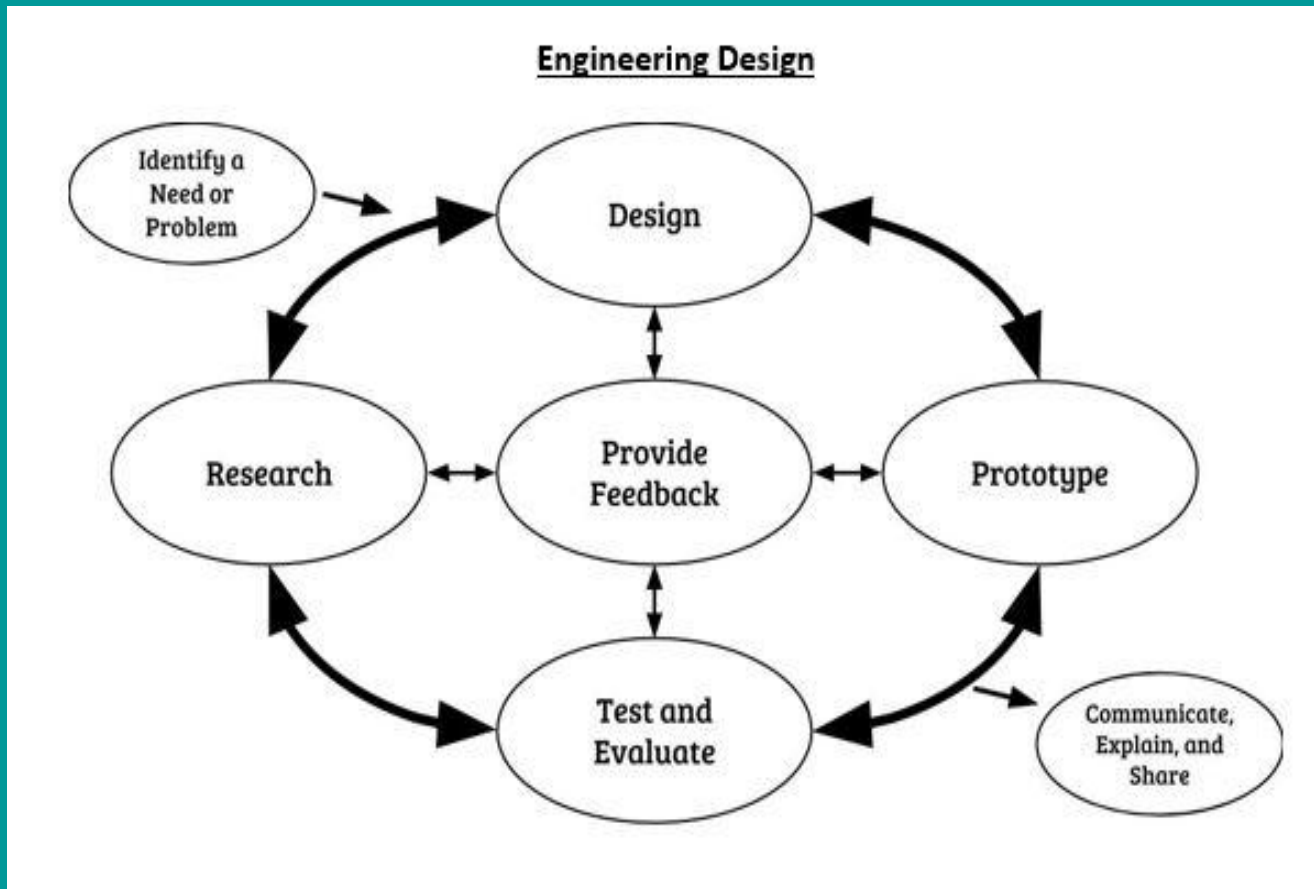 Engineering Design
Identify a
Need or
Problem
Design
Research
Provide
Feedback
Prototype
Test and
Evaluate
Communicate,
Explain, and
Share